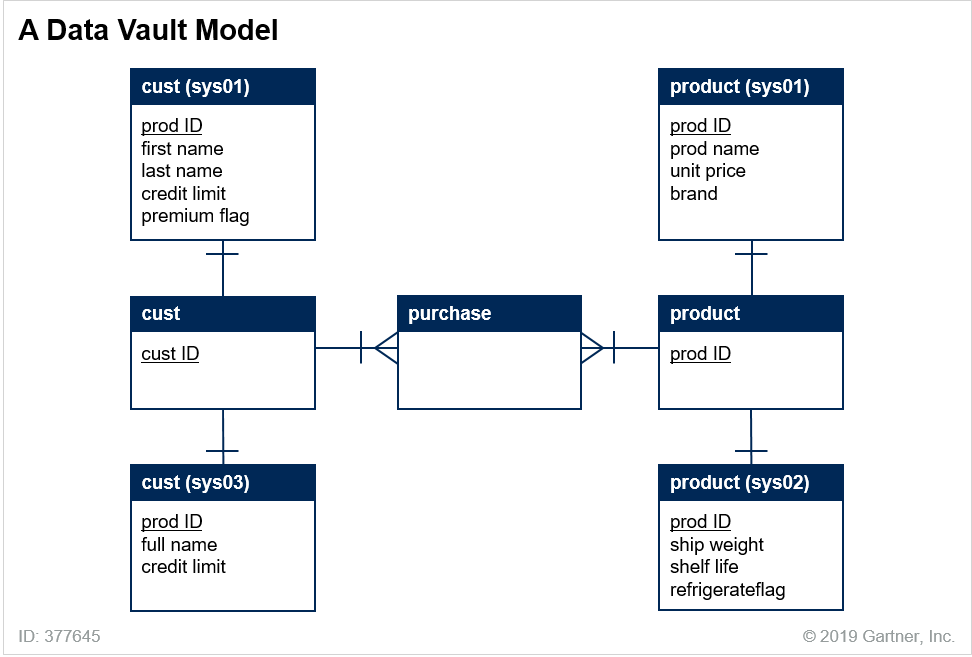 A Data Vault Model
cust (sys01)
prod ID
first name
last name
credit limit
premium flag
product (sys01)
prod ID
prod name
unit price
brand
cust
cust ID
purchase
product
prod ID
cust (sys03)
prod ID
full name
credit limit
product (sys02)
prod ID
ship weight
shelf life
refrigerateflag
ID: 377645
© 2019 Gartner, Inc.